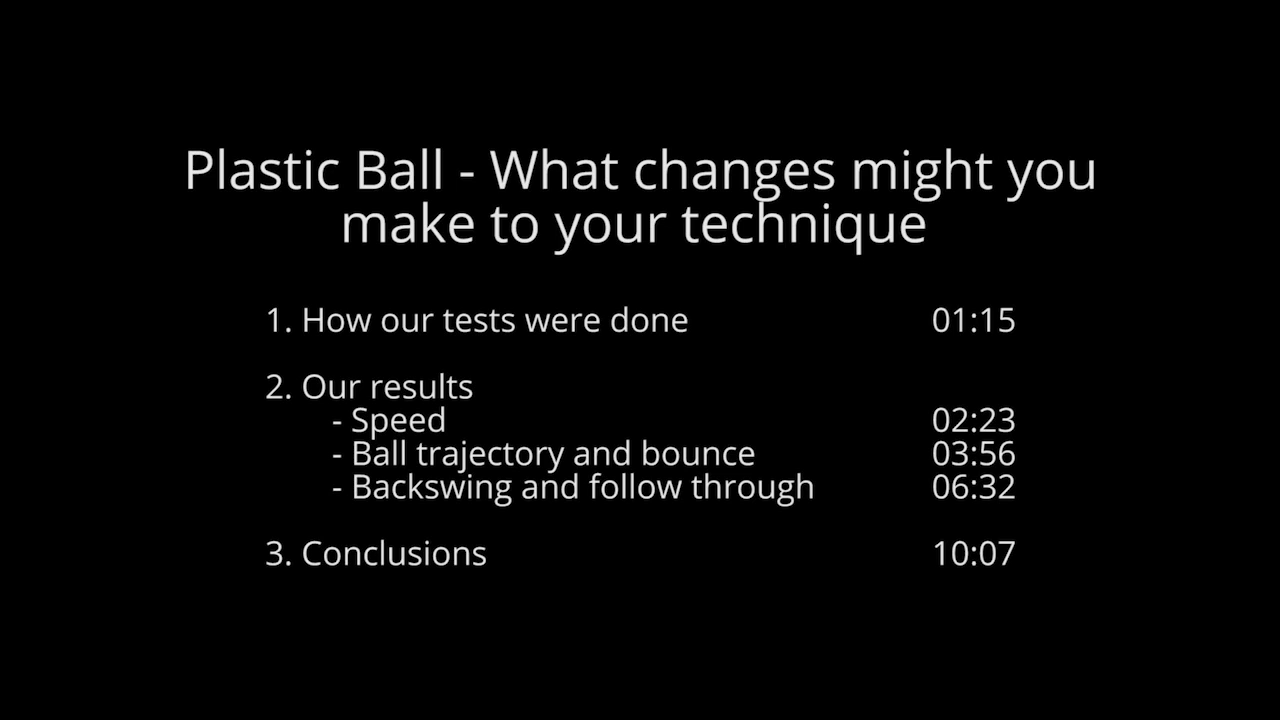 Plastic Ball - What changes might you
make to your technique
1. How our tests were done 01:15
2. Our results
- Speed 02:23
- Ball trajectory and bounce 03:56
- Backswing and follow through 06:32
3. Conclusions 10:07